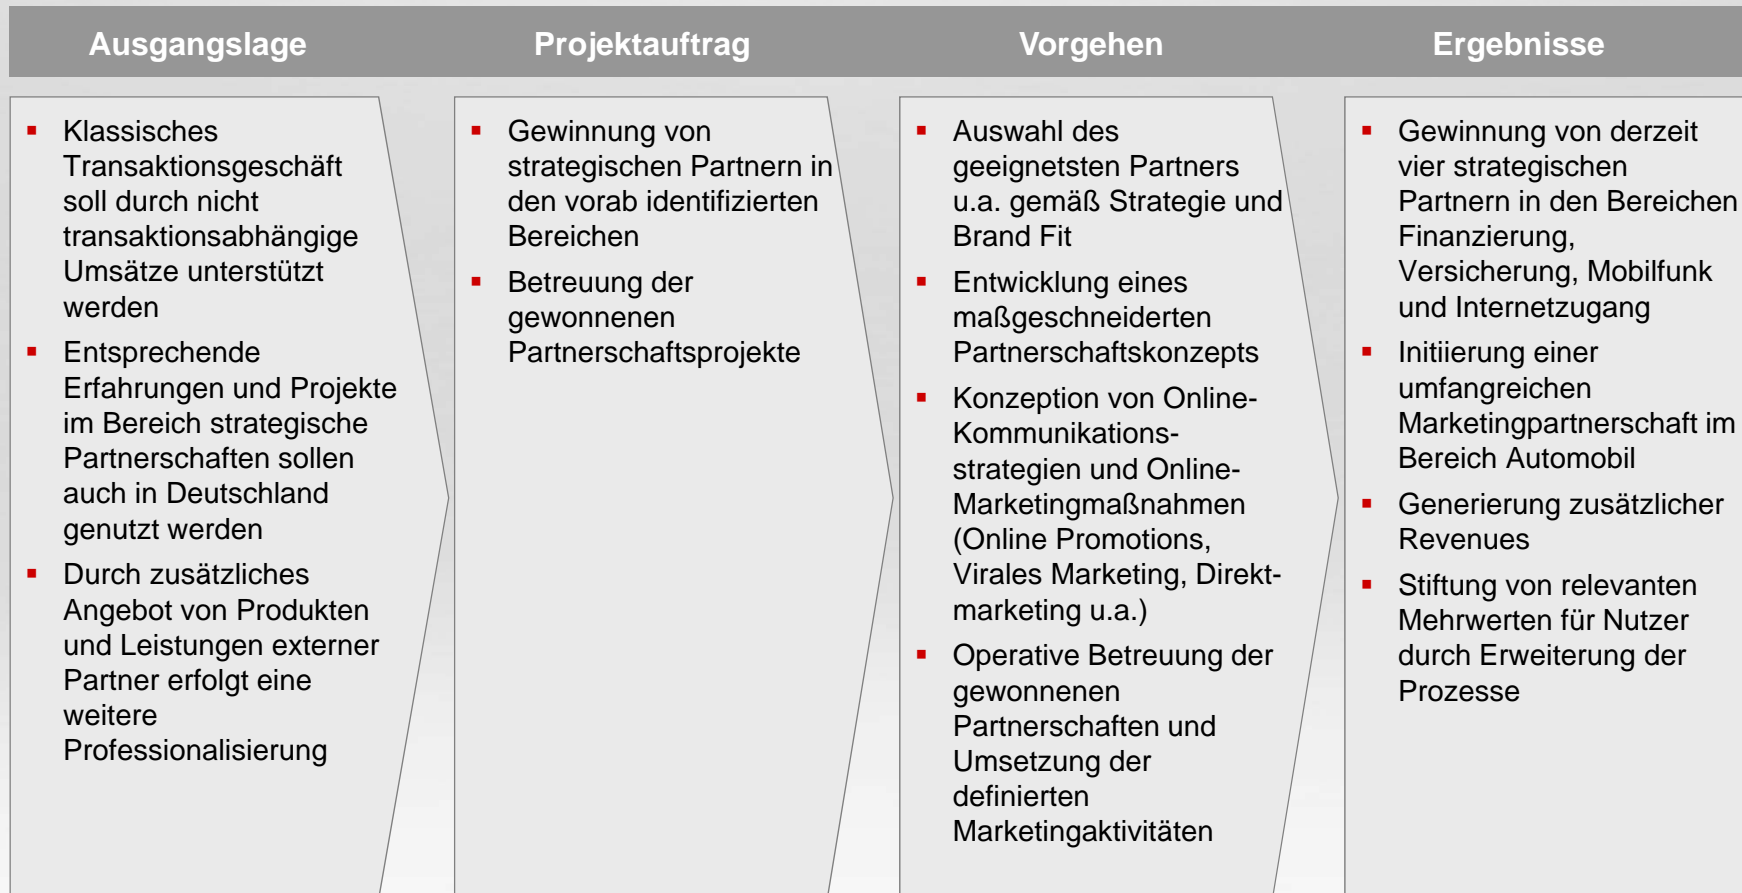 Ausgangslage
Projektauftrag
Vorgehen
Ergebnisse
Klassisches
Transaktionsgeschäft
soll durch nicht
transaktionsabhängige
Umsätze unterstützt
werden
Entsprechende
Erfahrungen und Projekte
im Bereich strategische
Partnerschaften sollen
auch in Deutschland
genutzt werden
Durch zusätzliches
Angebot von Produkten
und Leistungen externer
Partner erfolgt eine
weitere
Professionalisierung
Gewinnung von
strategischen Partnern in
den vorab identifizierten
Bereichen
Betreuung der
gewonnenen
Partnerschaftsprojekte
Auswahl des
geeignetsten Partners
u.a. gemäß Strategie und
Brand Fit
Entwicklung eines
maßgeschneiderten
Partnerschaftskonzepts
Konzeption von Online-
Kommunikations-
strategien und Online-
Marketingmaßnahmen
(Online Promotions,
Virales Marketing, Direkt-
marketing u.a.)
Operative Betreuung der
gewonnenen
Partnerschaften und
Umsetzung der
definierten
Marketingaktivitäten
Gewinnung von derzeit
vier strategischen
Partnern in den Bereichen
Finanzierung,
Versicherung, Mobilfunk
und Internetzugang
Initiierung einer
umfangreichen
Marketingpartnerschaft im
Bereich Automobil
Generierung zusätzlicher
Revenues
Stiftung von relevanten
Mehrwerten für Nutzer
durch Erweiterung der
Prozesse